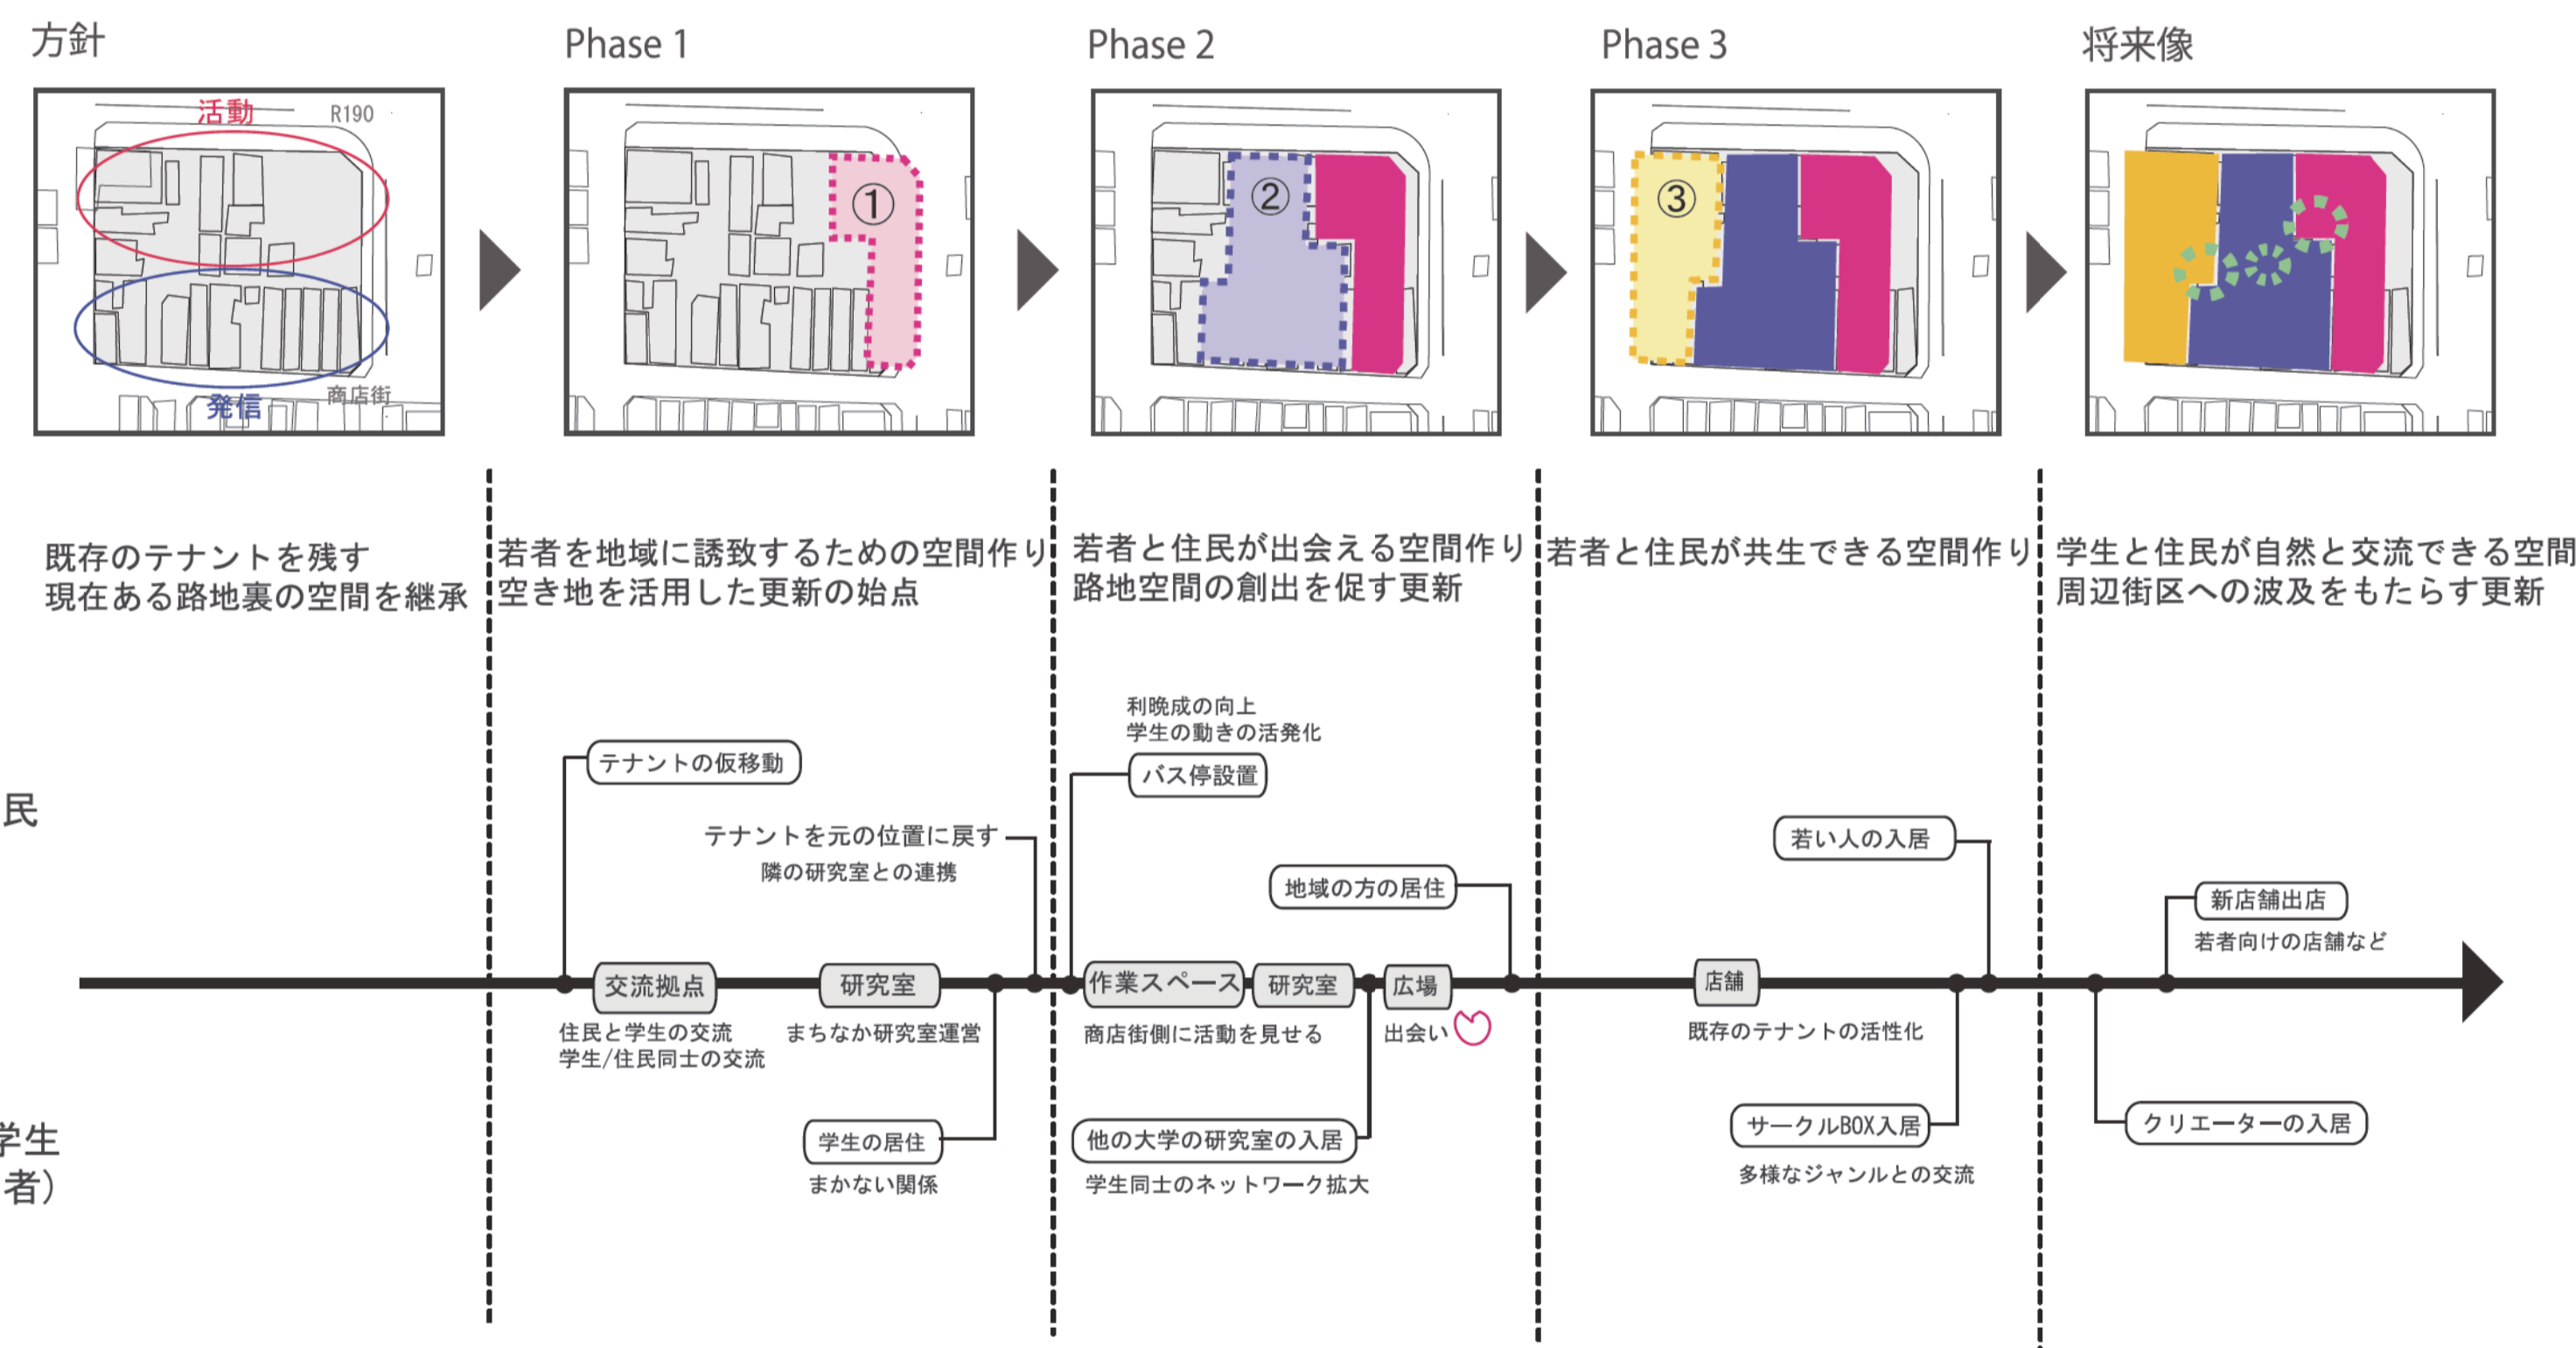 方針
Phase 1
Phase 2
Phase 3
将来像
活動
R190
発信
商店街
①
②
③
既存のテナントを残す
現在ある路地裏の空間を継承
若者を地域に誘致するための空間作り
空き地を活用した更新の始点
若者と住民が出会える空間作り
路地空間の創出を促す更新
若者と住民が共生できる空間作り
学生と住民が自然と交流できる空間
周辺街区への波及をもたらす更新
民
テナントの仮移動
テナントを元の位置に戻す
隣の研究室との連携
利晩成の向上
学生の動きの活発化
バス停設置
地域の方の居住
若い人の入居
新店舗出店
若者向けの店舗など
交流拠点
研究室
作業スペース
研究室
広場
店舗
住民と学生の交流
学生/住民同士の交流
まちなか研究室運営
商店街側に活動を見せる
出会い
既存のテナントの活性化
学生
者）
学生の居住
まかない関係
他の大学の研究室の入居
学生同士のネットワーク拡大
サークルBOX入居
多様なジャンルとの交流
クリエーターの入居